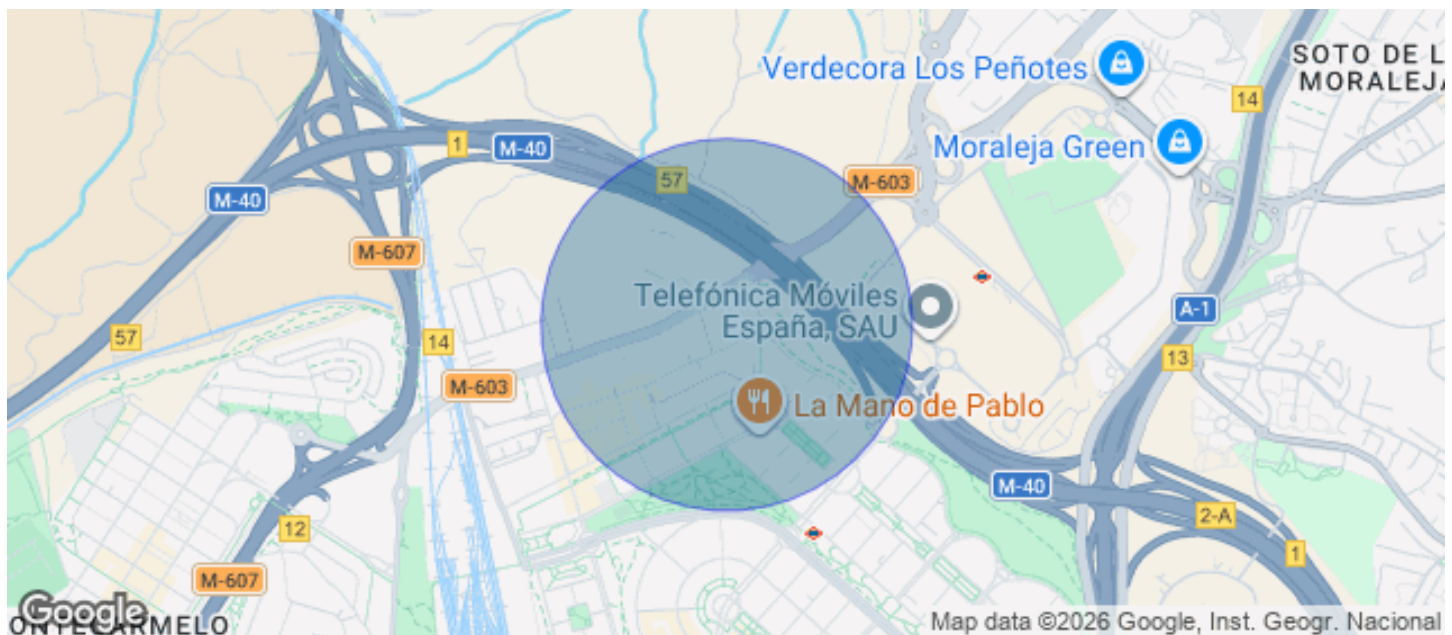 Verdecora Los Peñotes
SOTO DE L
MORALEJA
14
1
M-40
Moraleja Green
57
M-603
M-40
M-607
Telefónica Móviles
España, SAU
A-1
57
14
13
M-603
La Mano de Pablo
M-40
2-A
12
1
M-607
Google
ONTECARMELO
Map data ©2026 Google, Inst. Geogr. Nacional